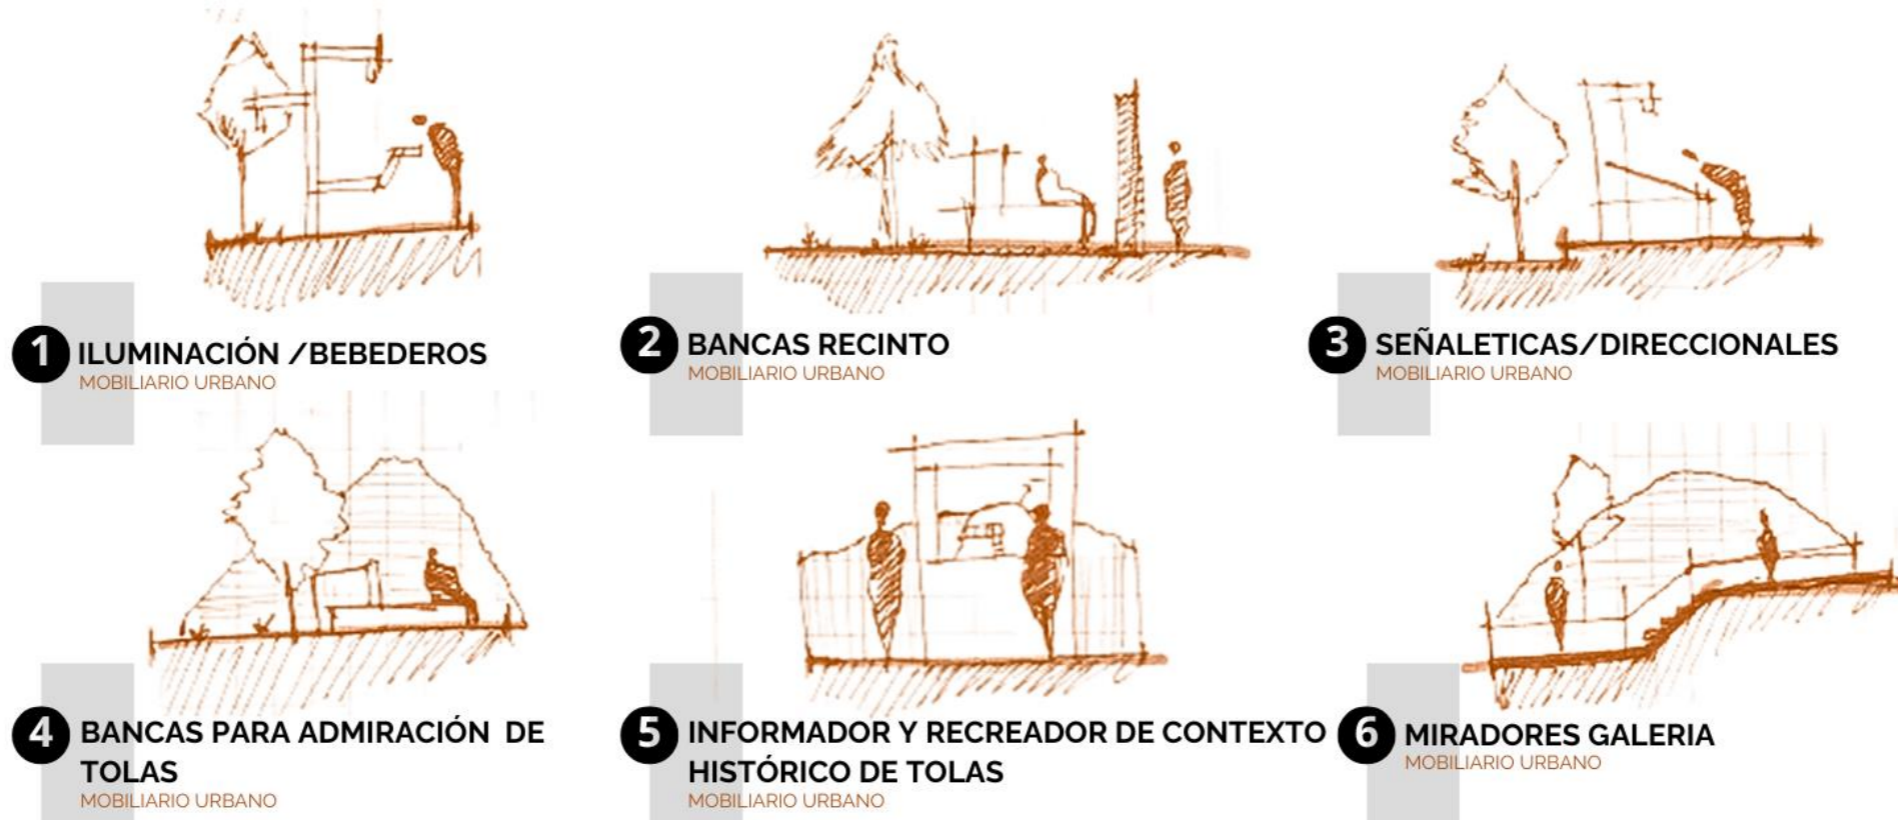 1 ILUMINACIÓN /BEBEDEROS
MOBILIARIO URBANO
2 BANCAS RECINTO
MOBILIARIO URBANO
3 SEÑALETICAS/DIRECCIONALES
MOBILIARIO URBANO
4 BANCAS PARA ADMIRACIÓN DE
TOLAS
MOBILIARIO URBANO
5 INFORMADOR Y RECREADOR DE CONTEXTO
HISTÓRICO DE TOLAS
MOBILIARIO URBANO
6 MIRADORES GALERIA
MOBILIARIO URBANO